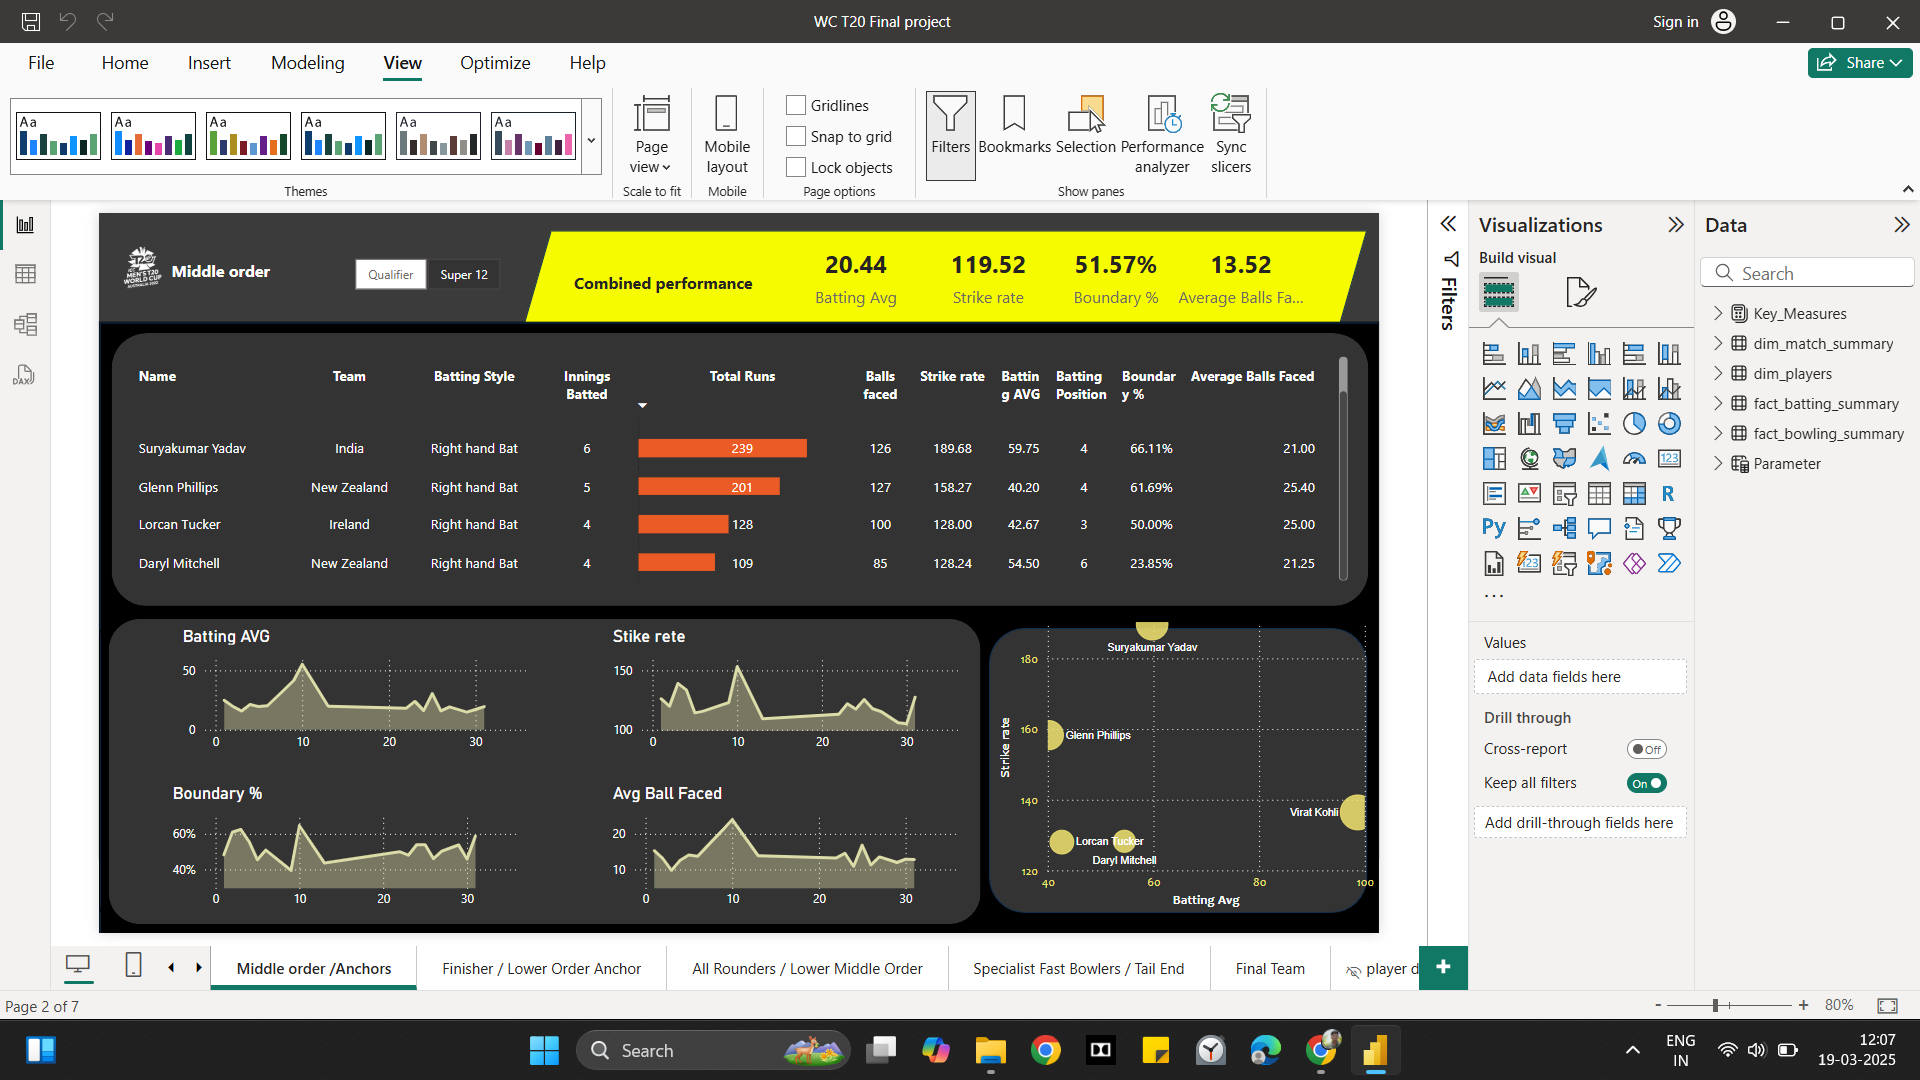 WC T20 Final project
Sign in
File Home Insert Modeling View Optimize Help
Share
Aa Aa Aa Aa Aa Aa
Themes
Page view
Scale to fit
Mobile layout
Mobile
Gridlines
Snap to grid
Lock objects
Page options
Filters
Bookmarks
Selection
Performance analyzer
Sync slicers
Show panes
ICC
MEN'S T20
WORLD CUP
AUSTRALIA 2022
Middle order
Qualifier Super 12
Combined performance
20.44 119.52 51.57% 13.52
Batting Avg Strike rate Boundary % Average Balls Fa...
Name Team Batting Style Innings Batted Total Runs Balls faced Strike rate Battin g AVG Batting Position Boundar y % Average Balls Faced
Suryakumar Yadav India Right hand Bat 6 239 126 189.68 59.75 4 66.11% 21.00
Glenn Phillips New Zealand Right hand Bat 5 201 127 158.27 40.20 4 61.69% 25.40
Lorcan Tucker Ireland Right hand Bat 4 128 100 128.00 42.67 3 50.00% 25.00
Daryl Mitchell New Zealand Right hand Bat 4 109 85 128.24 54.50 6 23.85% 21.25
Batting AVG
50
0
0 10 20 30
Stike rete
150
100
0 10 20 30
Boundary %
60%
40%
0 10 20 30
Avg Ball Faced
20
10
0 10 20 30
Strike rate
180
160
140
120
Suryakumar Yadav
Glenn Phillips
Virat Kohli
Lorcan Tucker
Daryl Mitchell
40 60 80 100
Batting Avg
Filters
Visualizations
Build visual
123
R
Py
123
...
Values
Add data fields here
Drill through
Cross-report Off
Keep all filters On
Add drill-through fields here
Data
Search
Key_Measures
dim_match_summary
dim_players
fact_batting_summary
fact_bowling_summary
Parameter
DAX
Middle order /Anchors Finisher / Lower Order Anchor All Rounders / Lower Middle Order Specialist Fast Bowlers / Tail End Final Team player d
Page 2 of 7
- + 80%
Search
ENG
IN
12:07
19-03-2025